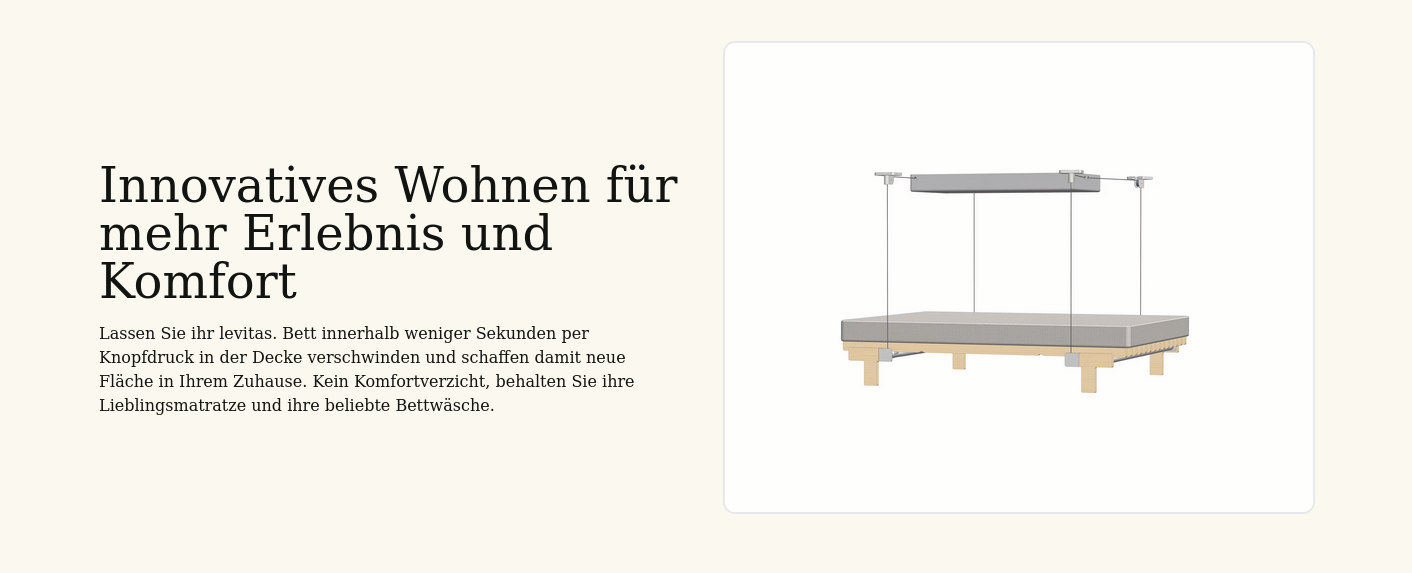 Innovatives Wohnen für
mehr Erlebnis und
Komfort
Lassen Sie ihr levitas. Bett innerhalb weniger Sekunden per
Knopfdruck in der Decke verschwinden und schaffen damit neue
Fläche in Ihrem Zuhause. Kein Komfortverzicht, behalten Sie ihre
Lieblingsmatratze und ihre beliebte Bettwäsche.